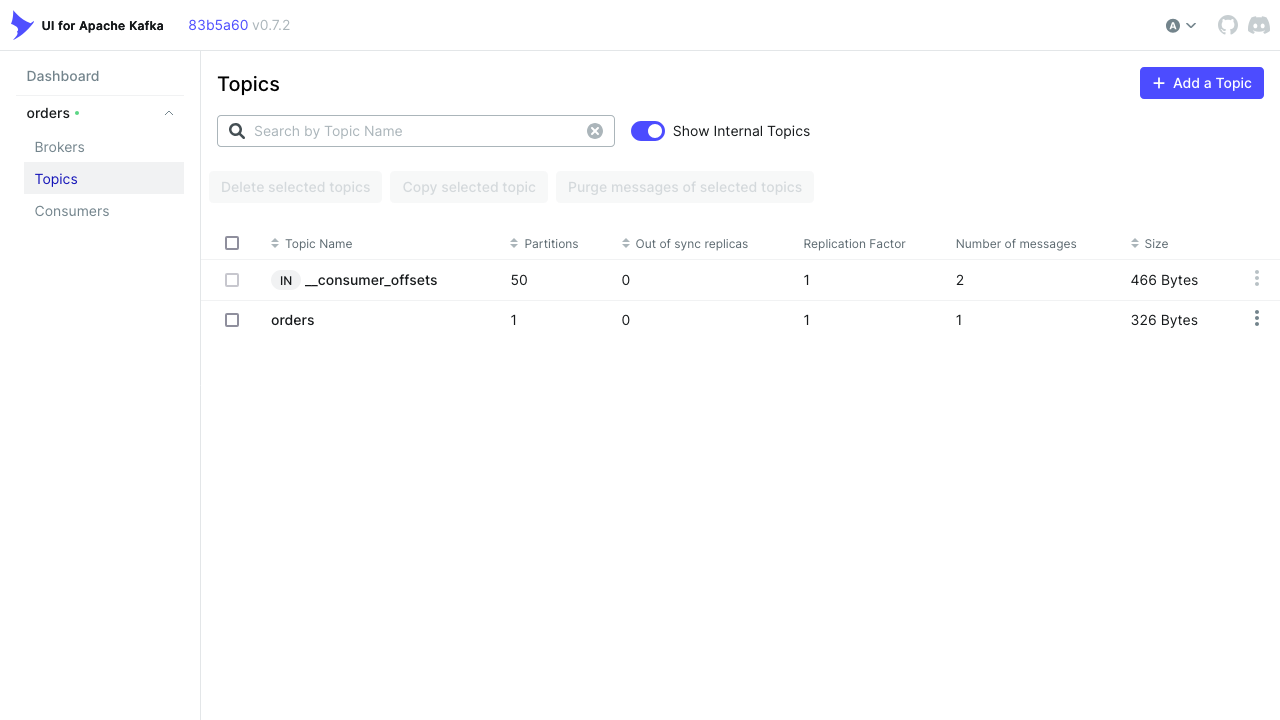 UI for Apache Kafka 83b5a60 v0.7.2 A
Dashboard
orders
Brokers
Topics
Consumers
Topics
Add a Topic
Search by Topic Name
Show Internal Topics
Delete selected topics Copy selected topic Purge messages of selected topics
Topic Name Partitions Out of sync replicas Replication Factor Number of messages Size
IN __consumer_offsets 50 0 1 2 466 Bytes
orders 1 0 1 1 326 Bytes